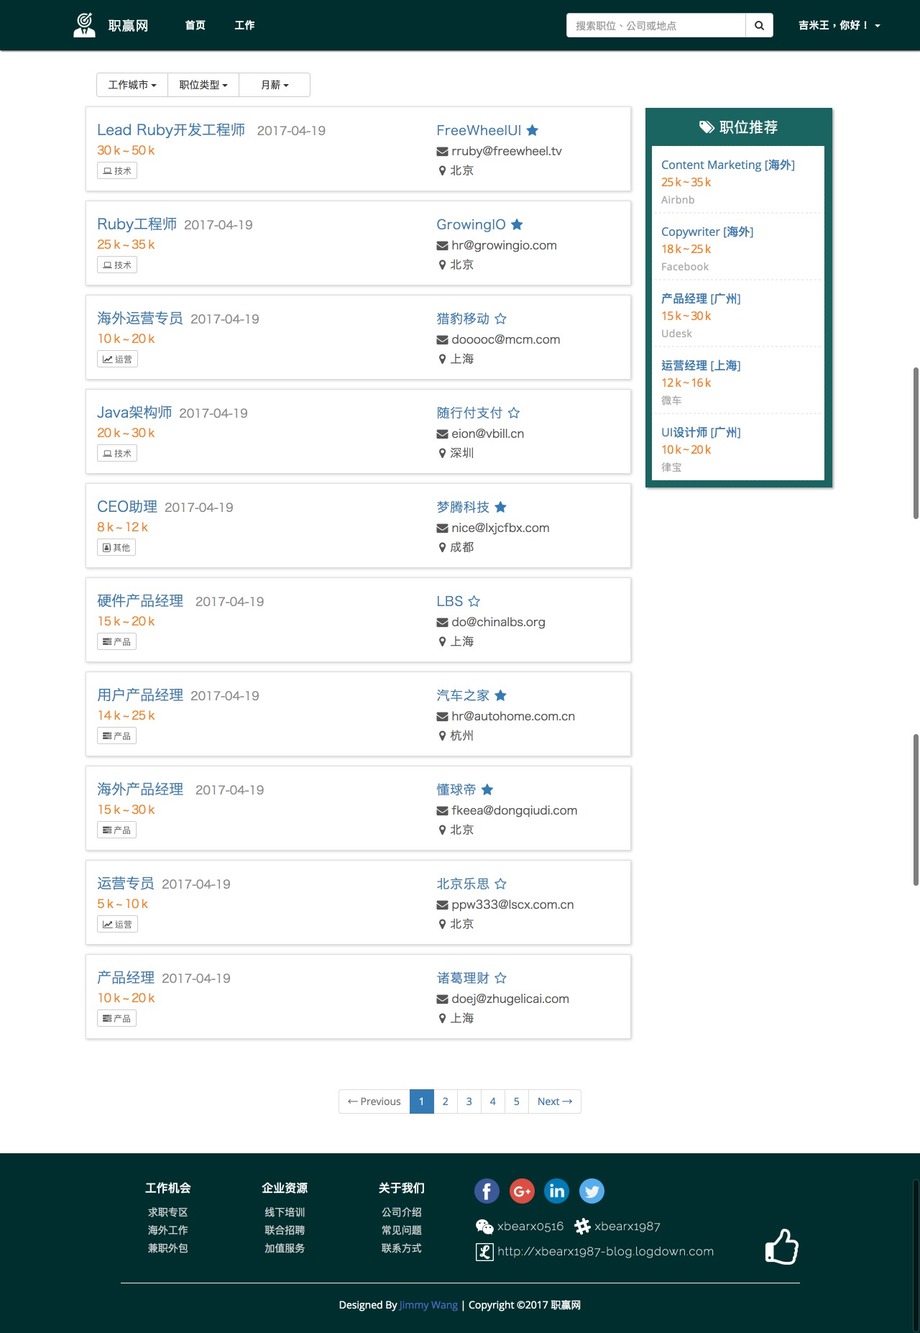 职赢网
首页
工作
搜索职位、公司或地点
吉米王，你好！
工作城市
职位类型
月薪
Lead Ruby开发工程师 2017-04-19
30 k ~ 50 k
技术
FreeWheelUI
rruby@freewheel.tv
北京
Ruby工程师 2017-04-19
25 k ~ 35 k
技术
GrowingIO
hr@growingio.com
北京
海外运营专员 2017-04-19
10 k ~ 20 k
运营
猎豹移动
dooooc@mcm.com
上海
Java架构师 2017-04-19
20 k ~ 30 k
技术
随行付支付
eion@vbill.cn
深圳
CEO助理 2017-04-19
8 k ~ 12 k
其他
梦腾科技
nice@lxjcfbx.com
成都
硬件产品经理 2017-04-19
15 k ~ 20 k
产品
LBS
do@chinalbs.org
上海
用户产品经理 2017-04-19
14 k ~ 25 k
产品
汽车之家
hr@autohome.com.cn
杭州
海外产品经理 2017-04-19
15 k ~ 30 k
产品
懂球帝
fkeea@dongqiudi.com
北京
运营专员 2017-04-19
5 k ~ 10 k
运营
北京乐思
ppw333@lscx.com.cn
北京
产品经理 2017-04-19
10 k ~ 20 k
产品
诸葛理财
doej@zhugelicai.com
上海
职位推荐
Content Marketing [海外]
25 k ~ 35 k
Airbnb
Copywriter [海外]
18 k ~ 25 k
Facebook
产品经理 [广州]
15 k ~ 30 k
Udesk
运营经理 [上海]
12 k ~ 16 k
微车
UI设计师 [广州]
10 k ~ 20 k
律宝
← Previous 1 2 3 4 5 Next →
工作机会
求职专区
海外工作
兼职外包
企业资源
线下培训
联合招聘
加值服务
关于我们
公司介绍
常见问题
联系方式
f G+ in
xbearx0516 xbearx1987
http://xbearx1987-blog.logdown.com
Designed By Jimmy Wang | Copyright ©2017 职赢网